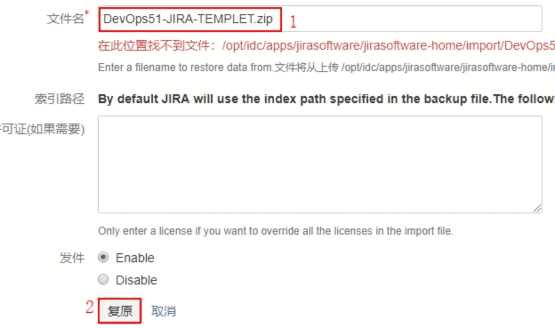 文件名* DevOps51-JIRA-TEMPLET.zip 1
在此位置找不到文件: /opt/idc/apps/jirasoftware/jirasoftware-home/import/DevOps5
Enter a filename to restore data from.文件将从上传 /opt/idc/apps/jirasoftware/jirasoftware-home/i
索引路径 By default JIRA will use the index path specified in the backup file.The follow
可证(如果需要)
Only enter a license if you want to override all the licenses in the import file.
发件 Enable
Disable
2 复原 取消